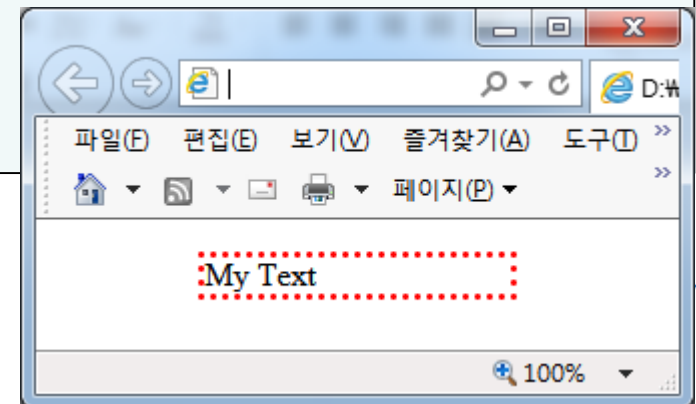 D:₩
파일(F) 편집(E) 보기(V) 즐겨찾기(A) 도구(T) »
페이지(P) »
My Text
100%